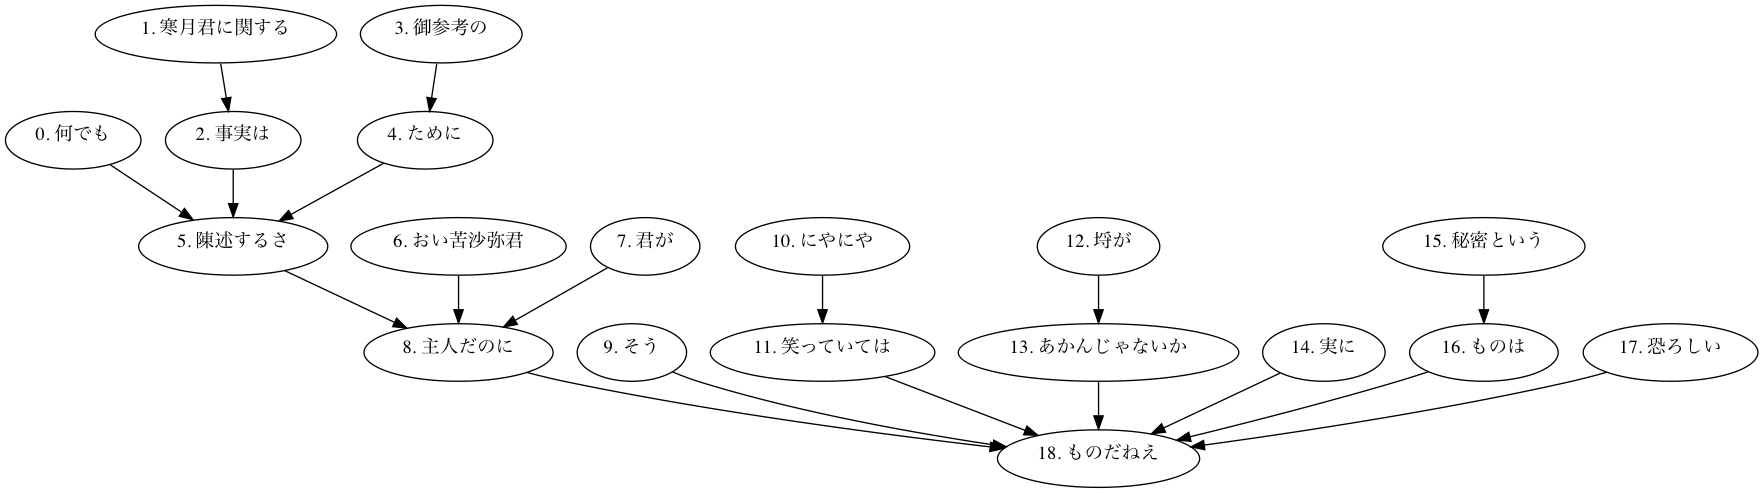 1. 寒月君に関する
3. 御参考の
0. 何でも
2. 事実は
4. ために
5. 陳述するさ
6. おい苦沙弥君
7. 君が
10. にやにや
12. 埒が
15. 秘密という
8. 主人だのに
9. そう
11. 笑っていては
13. あかんじゃないか
14. 実に
16. ものは
17. 恐ろしい
18. ものだねえ